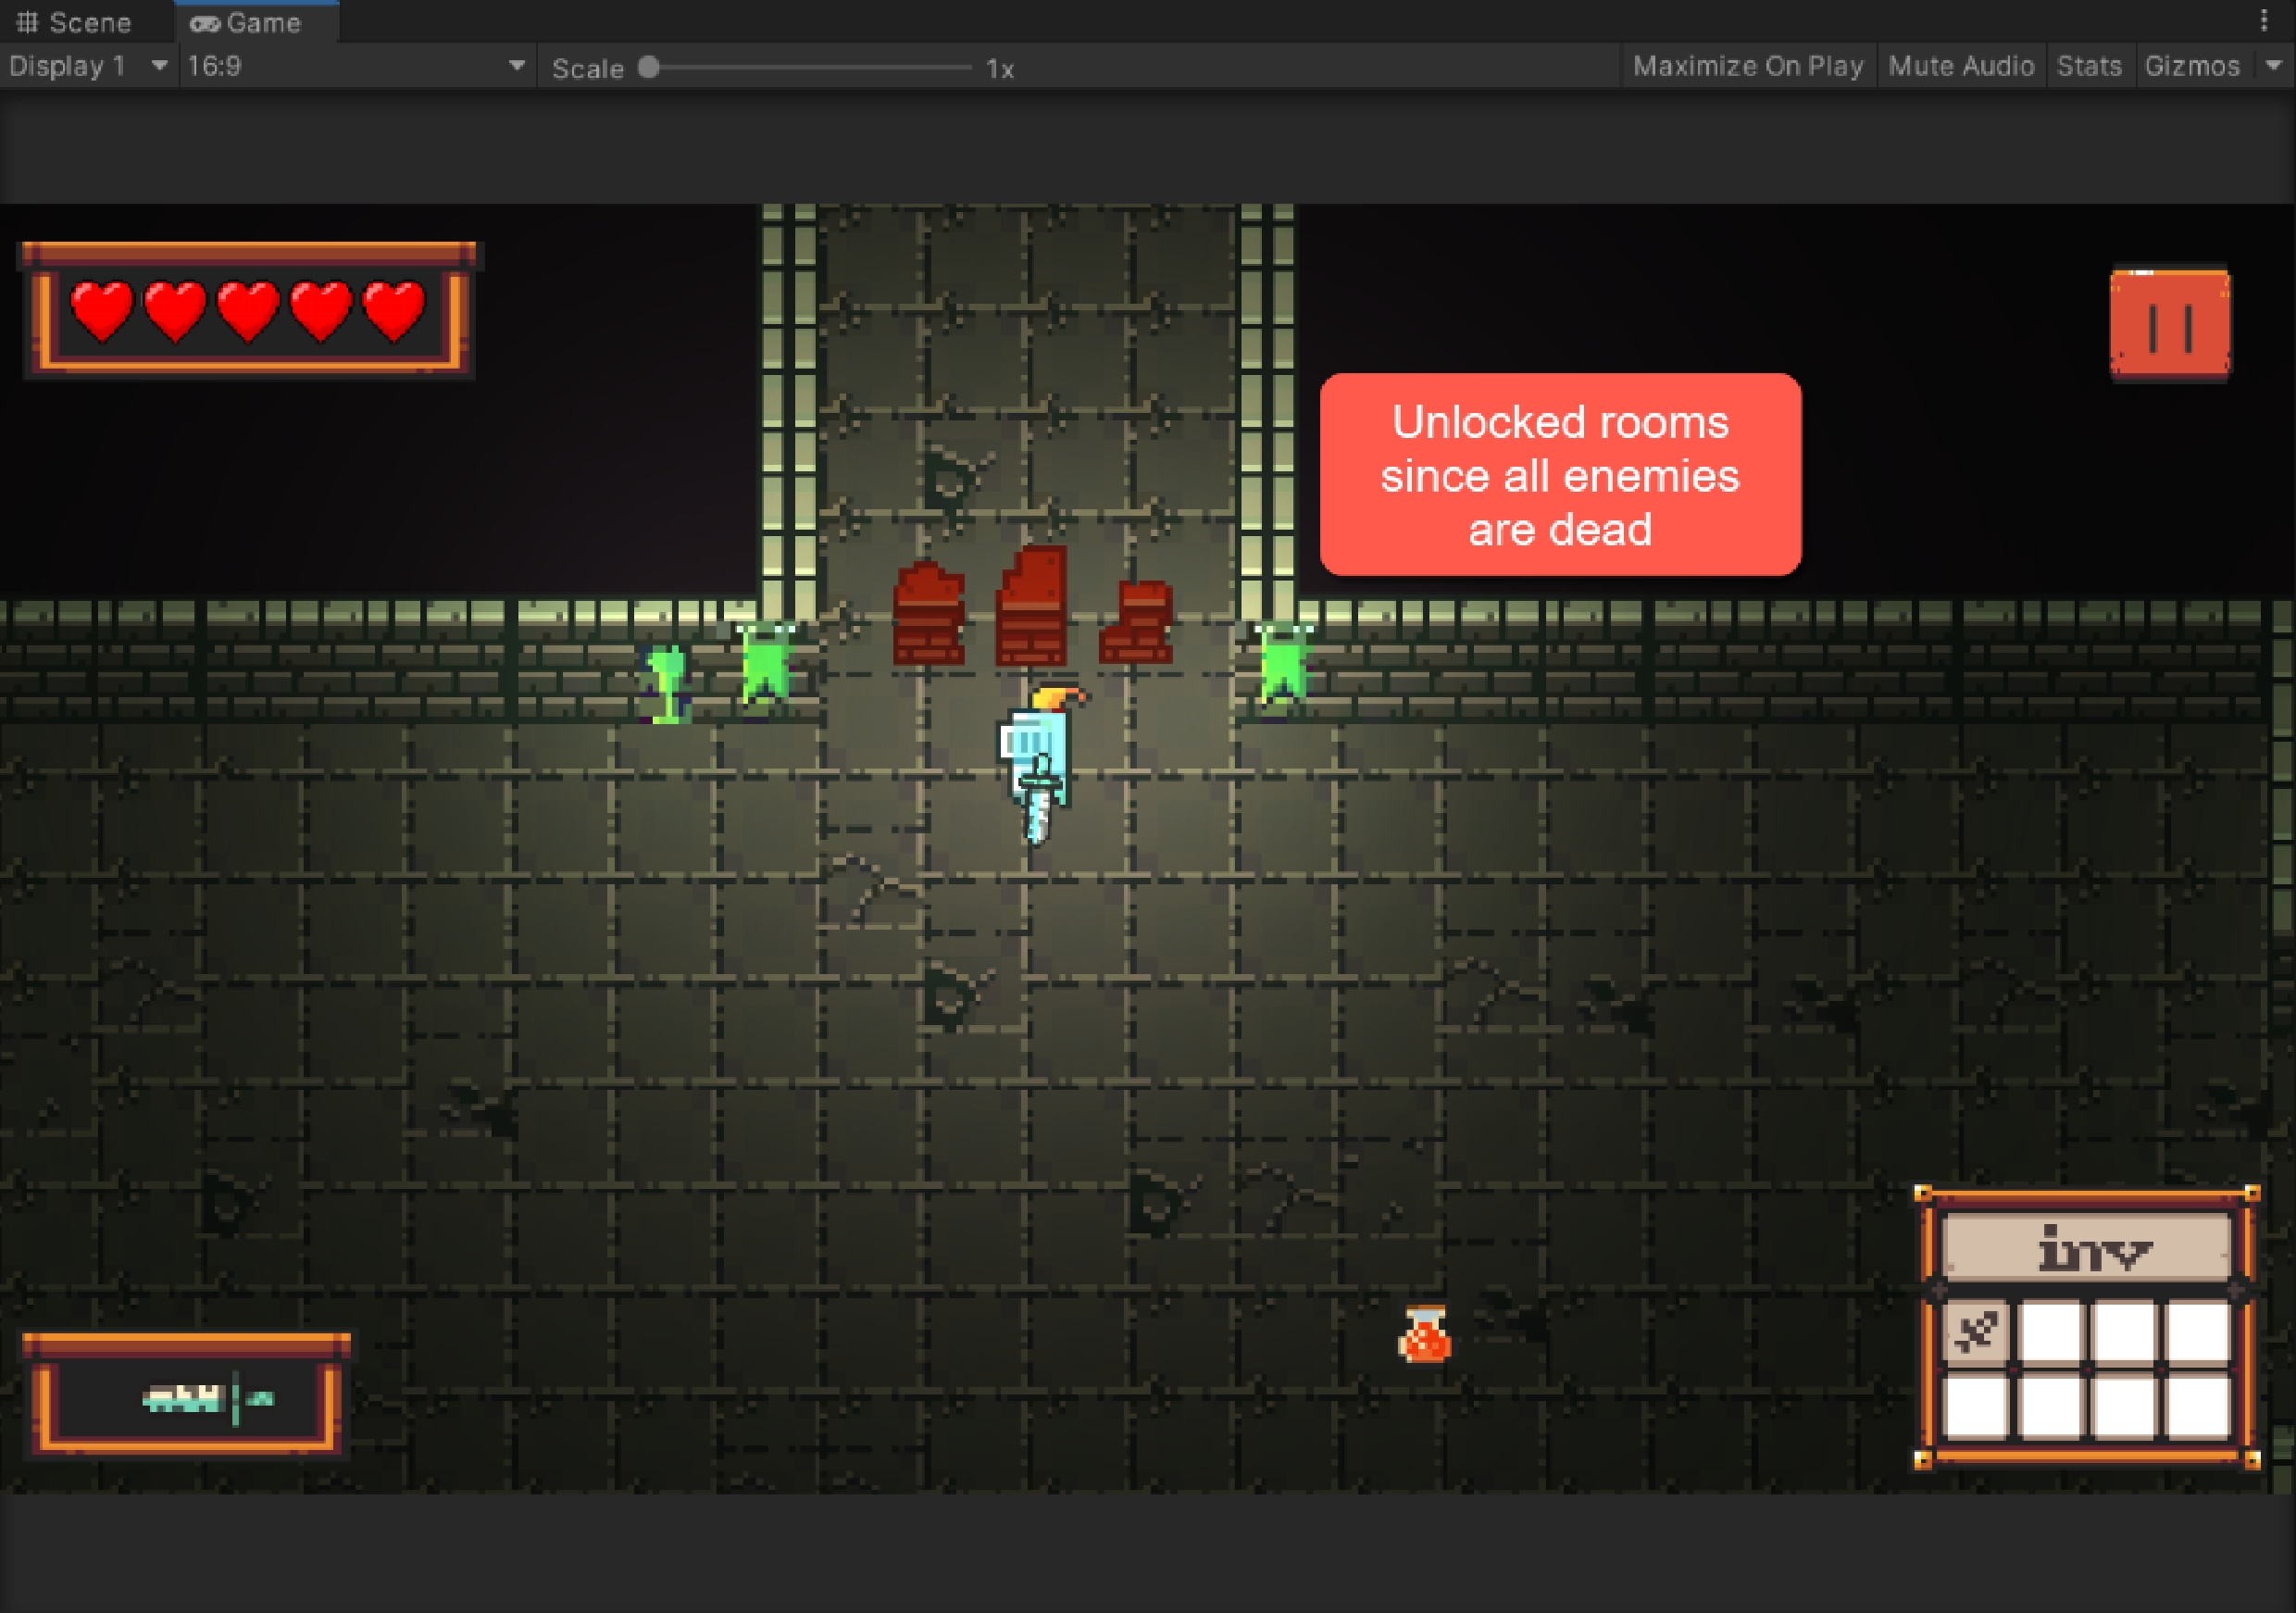 Scene
Game
Display 1
16:9
Scale
1x
Maximize On Play
Mute Audio
Stats
Gizmos
Unlocked rooms
since all enemies
are dead
inv